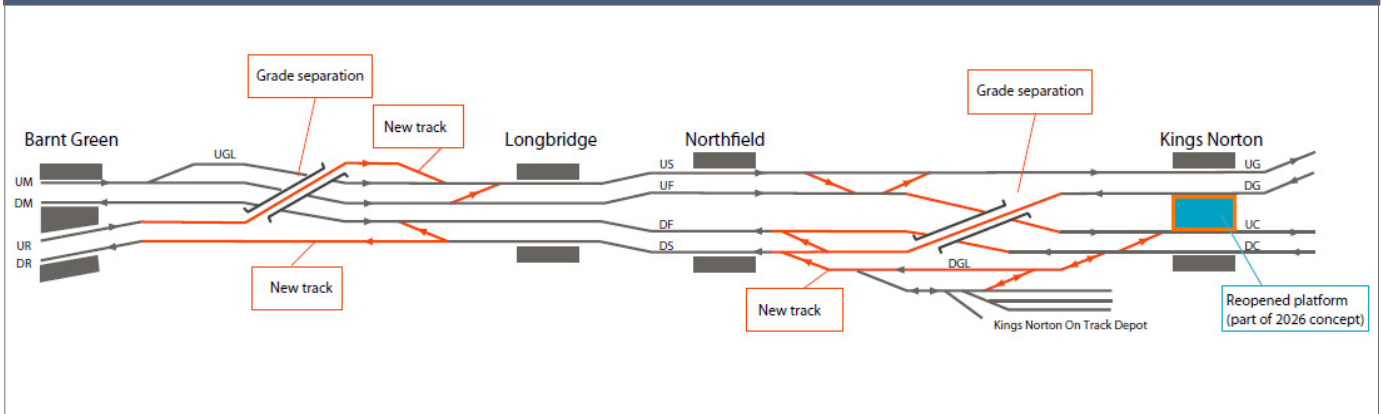 Grade separation
New track
Barnt Green
Longbridge
Northfield
Grade separation
Kings Norton
UGL
UM
DM
UR
DR
US
UF
DF
DS
DGL
UG
DG
UC
DC
New track
New track
Kings Norton On Track Depot
Reopened platform
(part of 2026 concept)